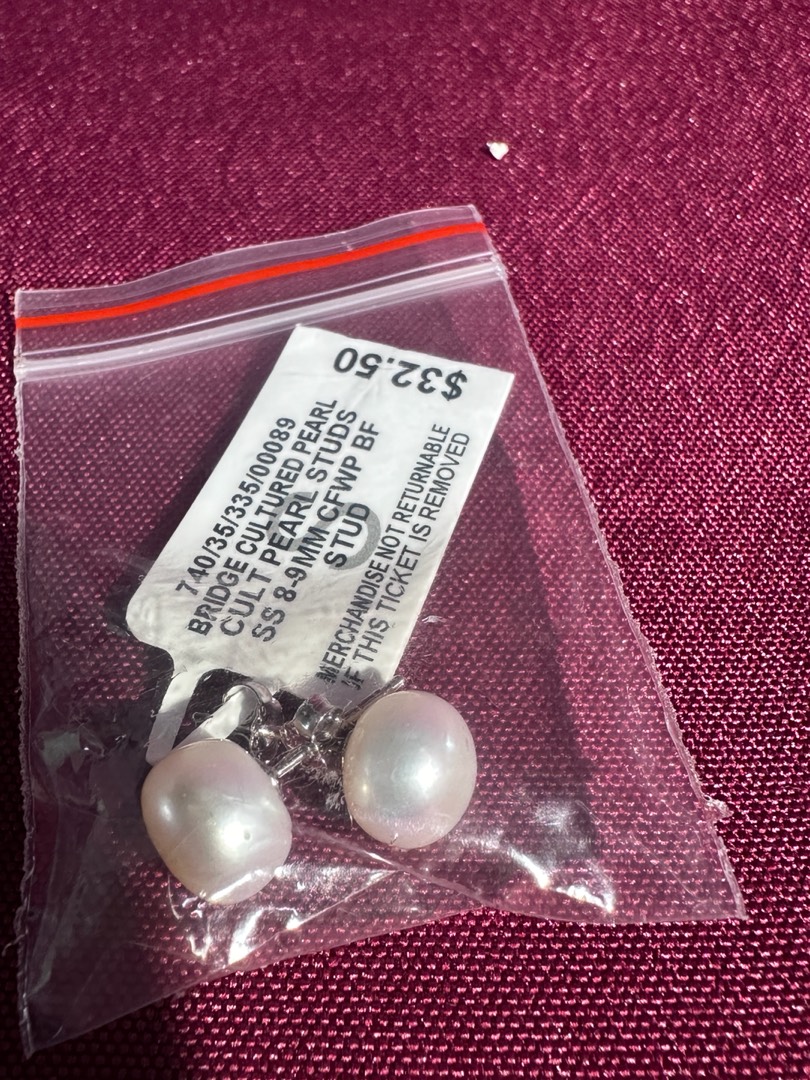 $32.50
740/35/335/00089
BRIDGE CULTURED PEARL
CULT PEARL STUDS
SS 8-9MM CFWP BF
STUD
MERCHANDISE NOT RETURNABLE
IF THIS TICKET IS REMOVED